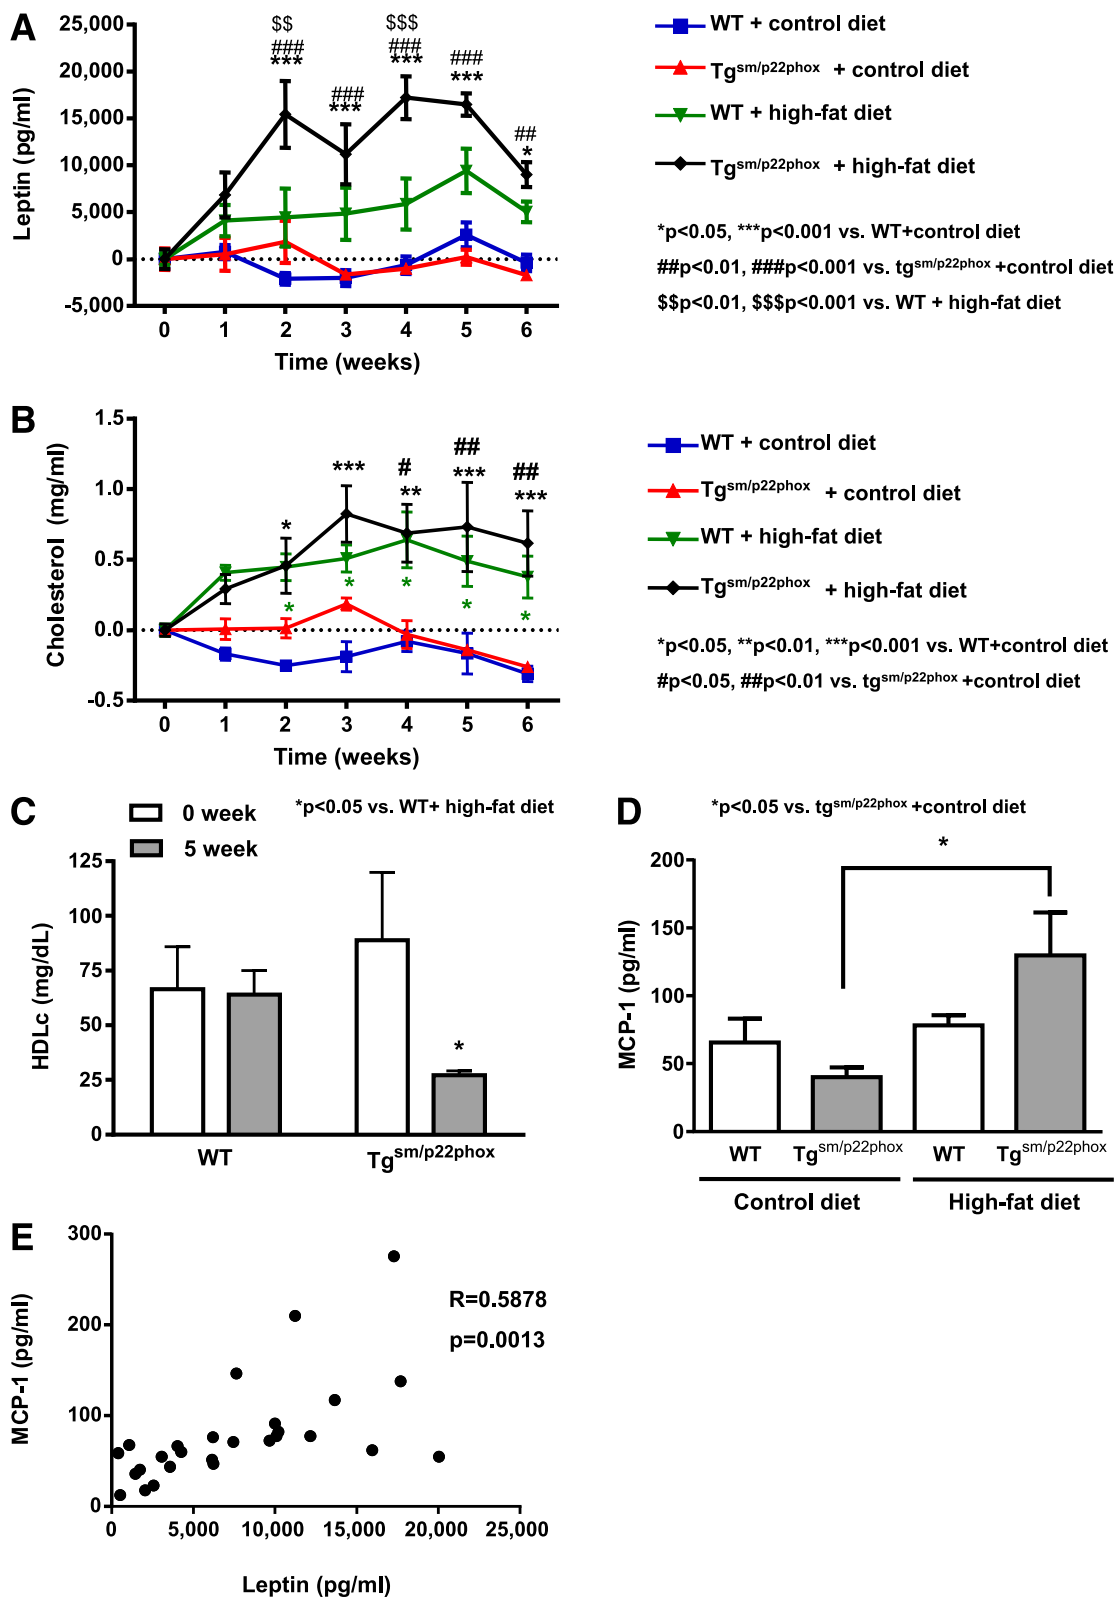 A
25,000
20,000
15,000
10,000
5,000
0
-5,000
Leptin (pg/ml)
$$
###
***
###
***
$$$
###
***
###
***
##
*
0 1 2 3 4 5 6
Time (weeks)
WT + control diet
Tgsm/p22phox + control diet
WT + high-fat diet
Tgsm/p22phox + high-fat diet
*p<0.05, ***p<0.001 vs. WT+control diet
##p<0.01, ###p<0.001 vs. tgsm/p22phox +control diet
$$p<0.01, $$$p<0.001 vs. WT + high-fat diet
B
1.5
1.0
0.5
0.0
-0.5
Cholesterol (mg/ml)
*
***
#
**
##
***
##
***
* * * * *
0 1 2 3 4 5 6
Time (weeks)
WT + control diet
Tgsm/p22phox + control diet
WT + high-fat diet
Tgsm/p22phox + high-fat diet
*p<0.05, **p<0.01, ***p<0.001 vs. WT+control diet
#p<0.05, ##p<0.01 vs. tgsm/p22phox +control diet
C
0 week
5 week
*p<0.05 vs. WT+ high-fat diet
125
100
75
50
25
0
HDLc (mg/dL)
*
WT Tgsm/p22phox
D
*p<0.05 vs. tgsm/p22phox +control diet
*
200
150
100
50
0
MCP-1 (pg/ml)
WT Tgsm/p22phox WT Tgsm/p22phox
Control diet High-fat diet
E
300
200
100
0
MCP-1 (pg/ml)
R=0.5878
p=0.0013
0 5,000 10,000 15,000 20,000 25,000
Leptin (pg/ml)